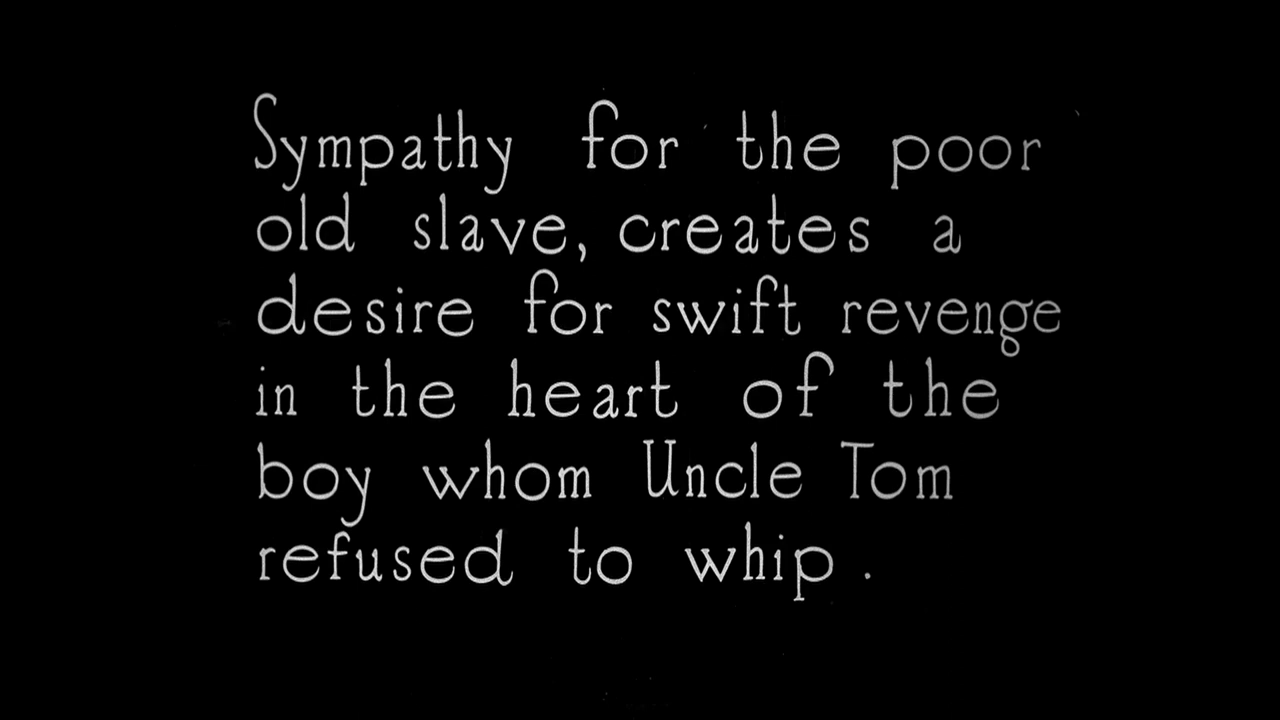 Sympathy for the poor
old slave, creates a
desire for swift revenge
in the heart of the
boy whom Uncle Tom
refused to whip.